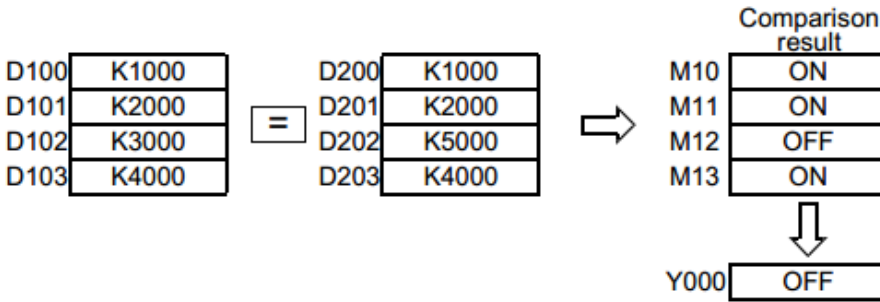 Comparison
result
D100 K1000 D200 K1000 M10 ON
D101 K2000 = D201 K2000 M11 ON
D102 K3000 D202 K5000 M12 OFF
D103 K4000 D203 K4000 M13 ON
Y000 OFF